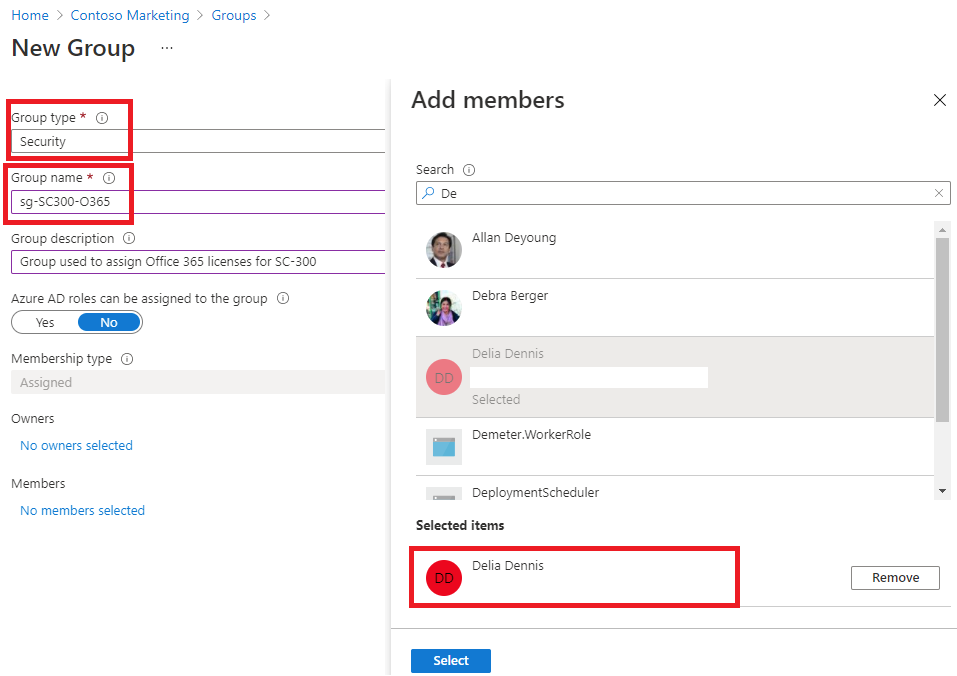 Home > Contoso Marketing > Groups >
New Group ...
Group type *
Security
Group name *
sg-SC300-O365
Group description
Group used to assign Office 365 licenses for SC-300
Azure AD roles can be assigned to the group
Yes No
Membership type
Assigned
Owners
No owners selected
Members
No members selected
Add members
Search
De
Allan Deyoung
Debra Berger
Delia Dennis
DD
Selected
Demeter.WorkerRole
DeploymentScheduler
Selected items
Delia Dennis
DD
Remove
Select